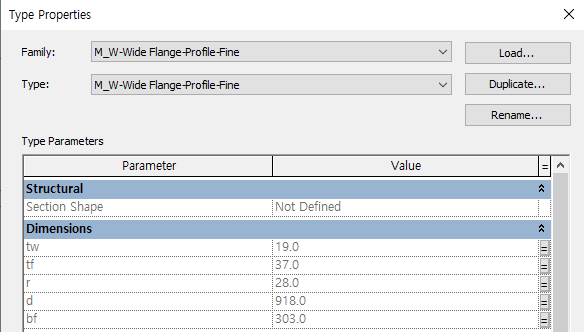 Type Properties
Family: M_W-Wide Flange-Profile-Fine Load...
Type: M_W-Wide Flange-Profile-Fine Duplicate...
Rename...
Type Parameters
Parameter Value =
Structural
Section Shape Not Defined
Dimensions
tw 19.0 =
tf 37.0 =
r 28.0 =
d 918.0 =
bf 303.0 =